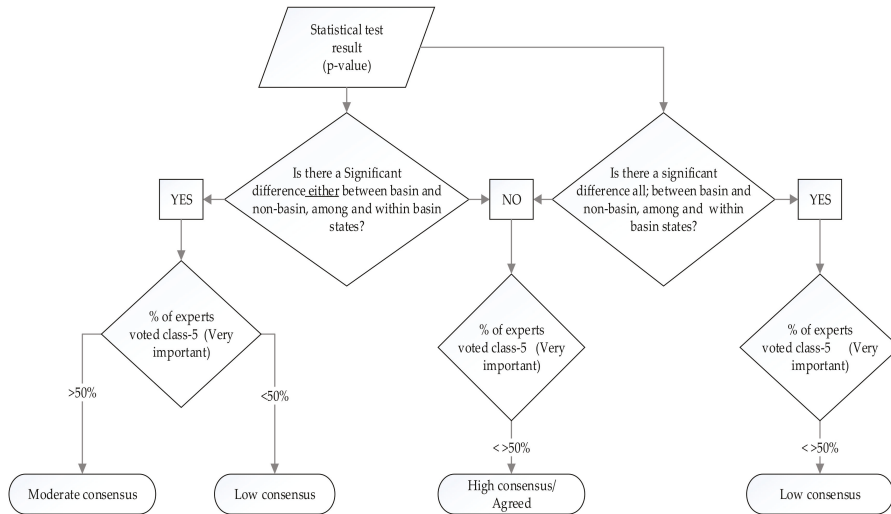 Statistical test
result
(p-value)
Is there a Significant
difference either between basin and
non-basin, among and within basin
states?
Is there a significant
difference all; between basin and
non-basin, among and within
basin states?
YES
NO
YES
% of experts
voted class-5 (Very
important)
% of experts
voted class-5 (Very
important)
% of experts
voted class-5 (Very
important)
>50%
<50%
< >50%
< >50%
Moderate consensus
Low consensus
High consensus/
Agreed
Low consensus